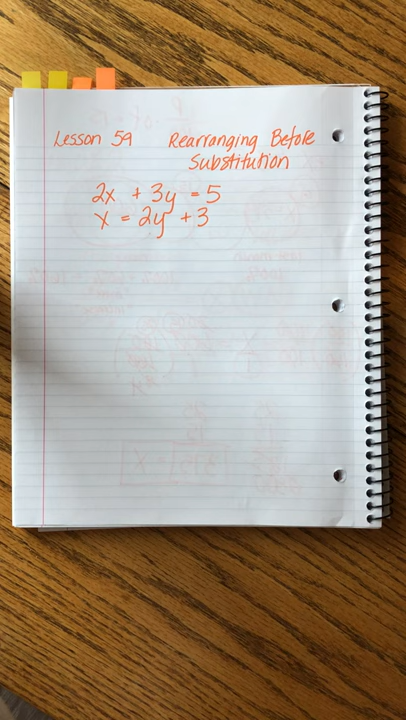 Lesson 59 Rearranging Before
Substitution
2x + 3y = 5
x = 2y + 3